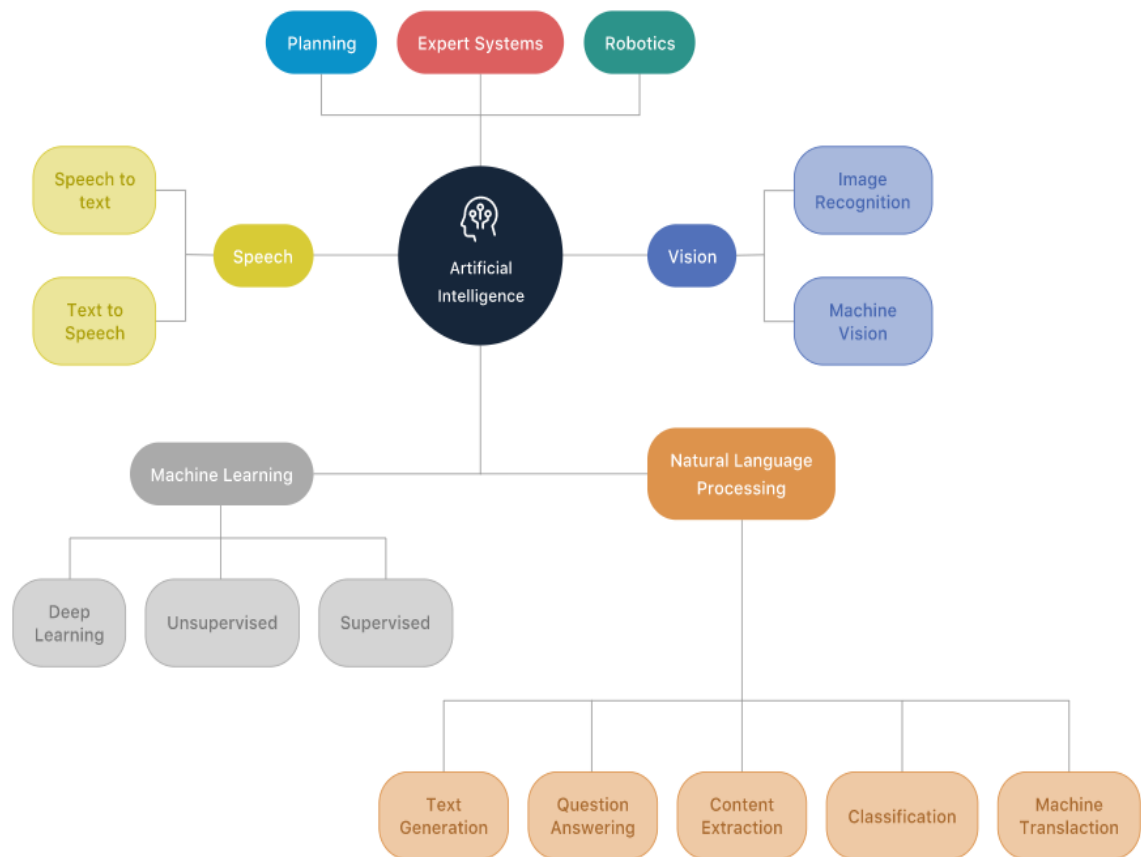 Planning
Expert Systems
Robotics
Speech to
text
Image
Recognition
Speech
Artificial
Intelligence
Vision
Text to
Speech
Machine
Vision
Machine Learning
Natural Language
Processing
Deep
Learning
Unsupervised
Supervised
Text
Generation
Question
Answering
Content
Extraction
Classification
Machine
Translaction